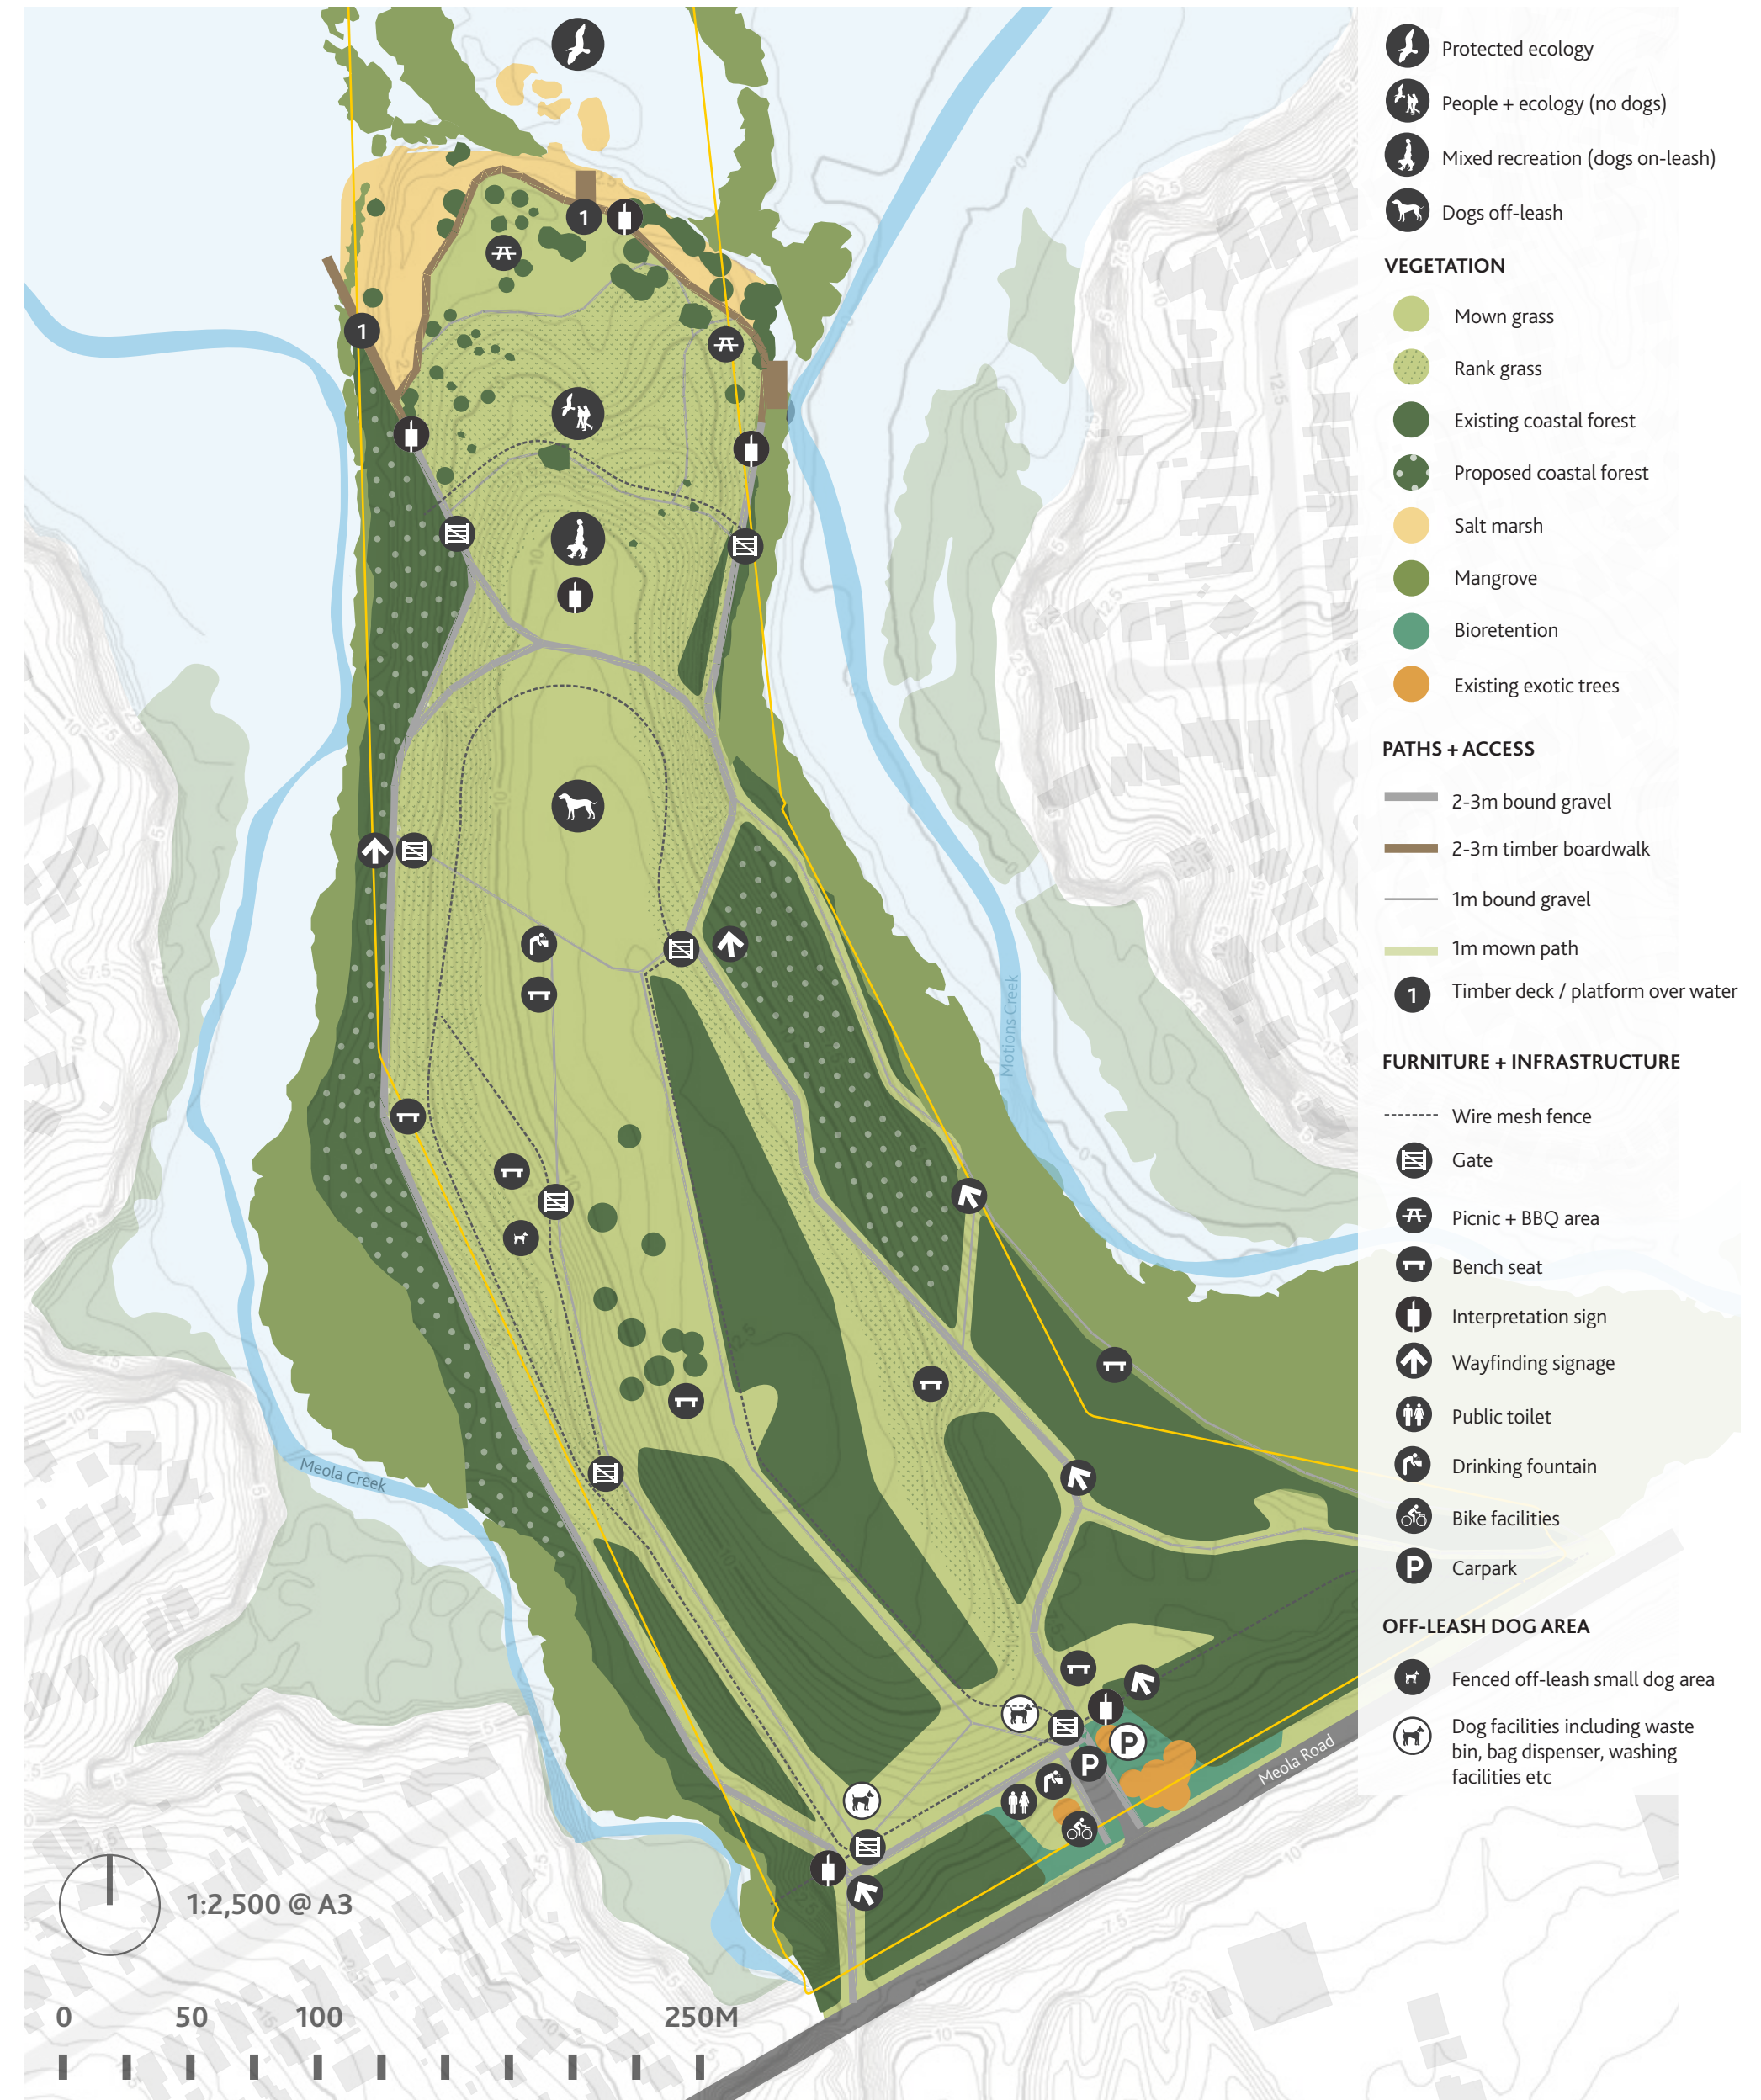 Protected ecology
People + ecology (no dogs)
Mixed recreation (dogs on-leash)
Dogs off-leash
VEGETATION
Mown grass
Rank grass
Existing coastal forest
Proposed coastal forest
Salt marsh
Mangrove
Bioretention
Existing exotic trees
PATHS + ACCESS
2-3m bound gravel
2-3m timber boardwalk
1m bound gravel
1m mown path
1 Timber deck / platform over water
FURNITURE + INFRASTRUCTURE
Wire mesh fence
Gate
Picnic + BBQ area
Bench seat
Interpretation sign
Wayfinding signage
Public toilet
Drinking fountain
Bike facilities
P Carpark
OFF-LEASH DOG AREA
Fenced off-leash small dog area
Dog facilities including waste
bin, bag dispenser, washing
facilities etc
1
1
Motions Creek
Meola Creek
Meola Road
P
P
1:2,500 @ A3
0 50 100 250M